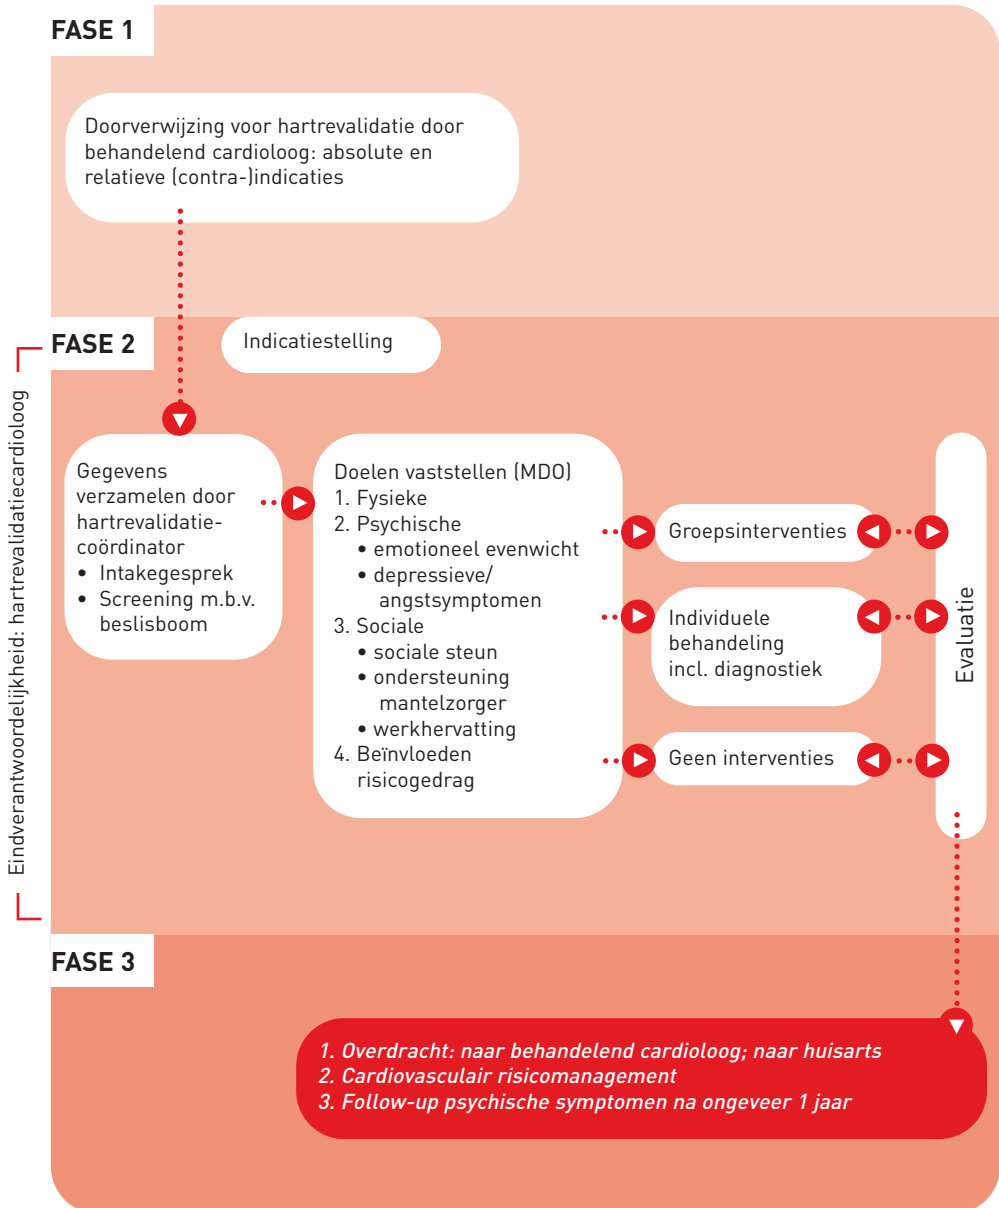 FASE 1
Doorverwijzing voor hartrevalidatie door
behandelend cardioloog: absolute en
relatieve (contra-)indicaties
FASE 2
Indicatiestelling
Eindverantwoordelijkheid: hartrevalidatiecardioloog
Gegevens
verzamelen door
hartrevalidatie-
coördinator
• Intakegesprek
• Screening m.b.v.
beslisboom
Doelen vaststellen (MDO)
1. Fysieke
2. Psychische
• emotioneel evenwicht
• depressieve/
angstsymptomen
3. Sociale
• sociale steun
• ondersteuning
mantelzorger
• werkhervatting
4. Beïnvloeden
risicogedrag
Groepsinterventies
Individuele
behandeling
incl. diagnostiek
Geen interventies
Evaluatie
FASE 3
1. Overdracht: naar behandelend cardioloog; naar huisarts
2. Cardiovasculair risicomanagement
3. Follow-up psychische symptomen na ongeveer 1 jaar